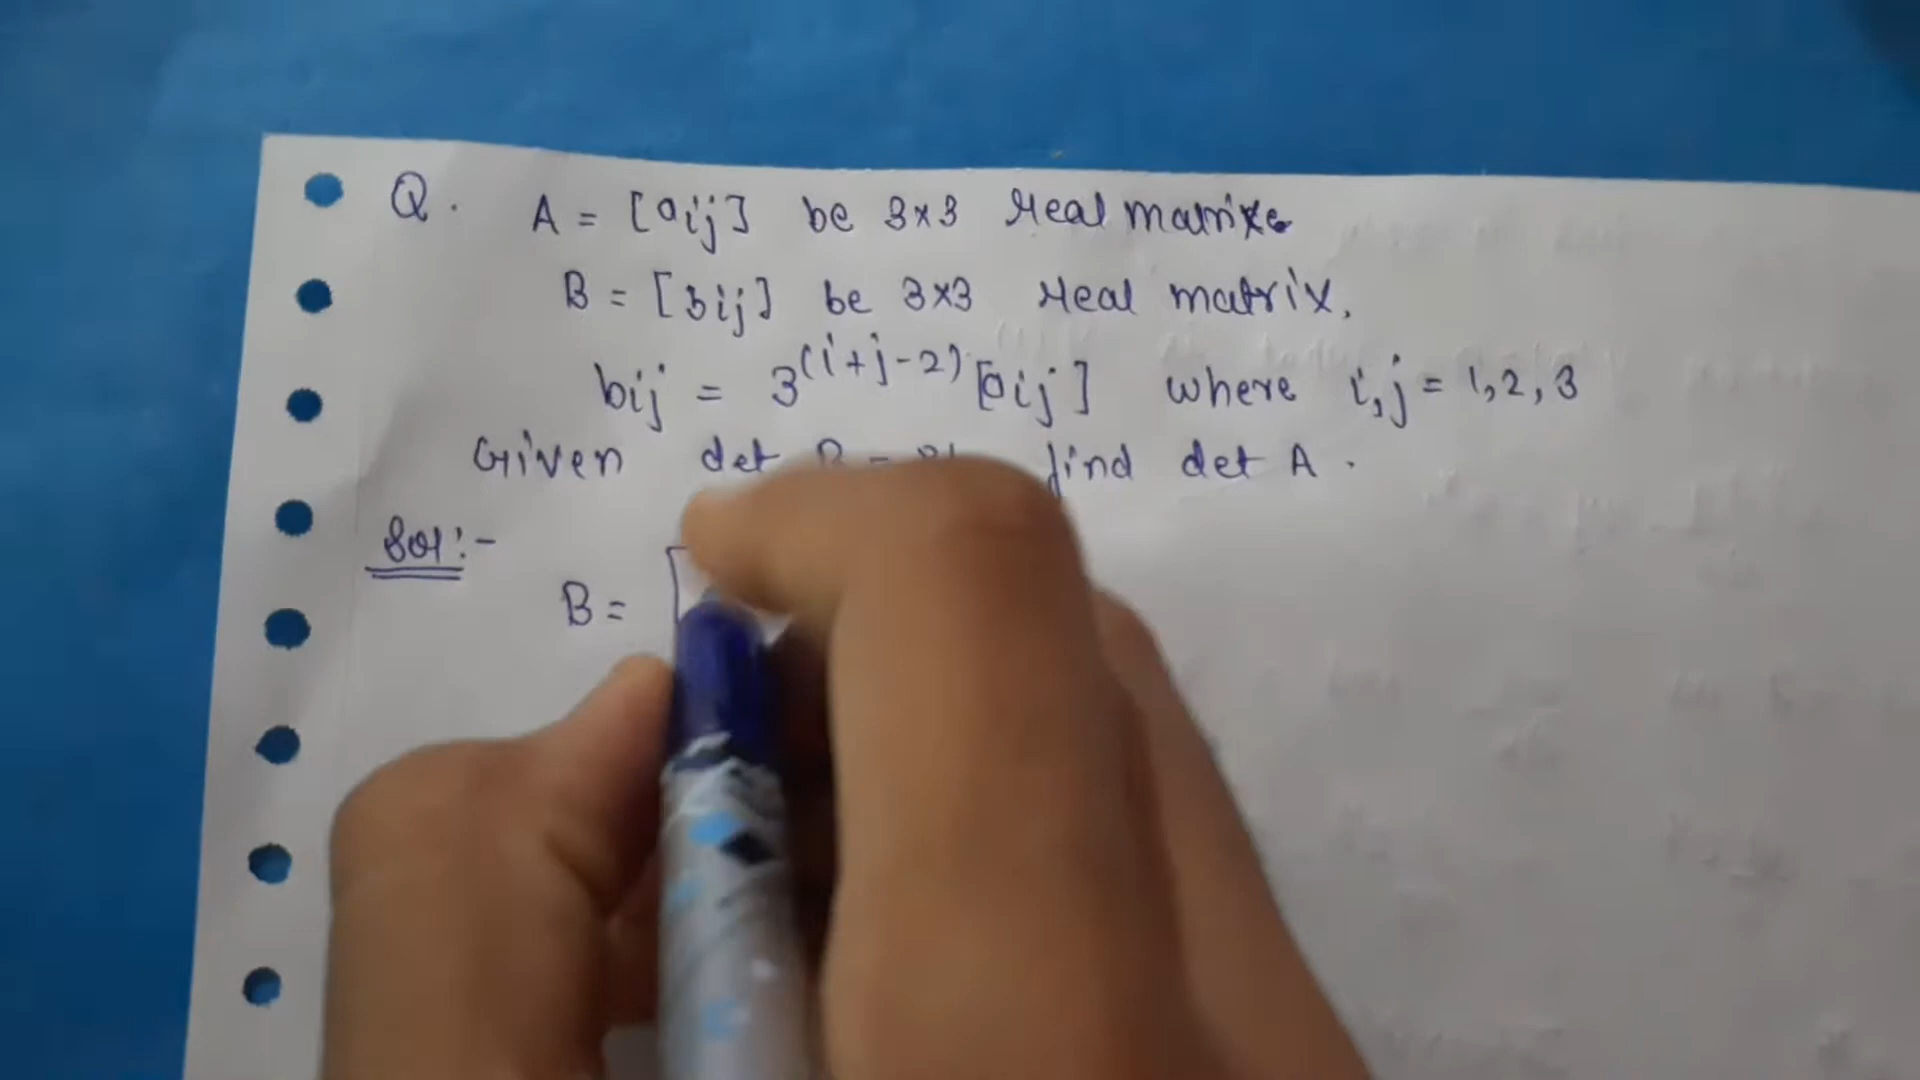 Q. A = [aij] be 3×3 real matrix
B = [bij] be 3×3 real matrix,
bij = 3^(i+j-2) [aij] where i,j = 1,2,3
Given det find det A.
Sol:-
B = [